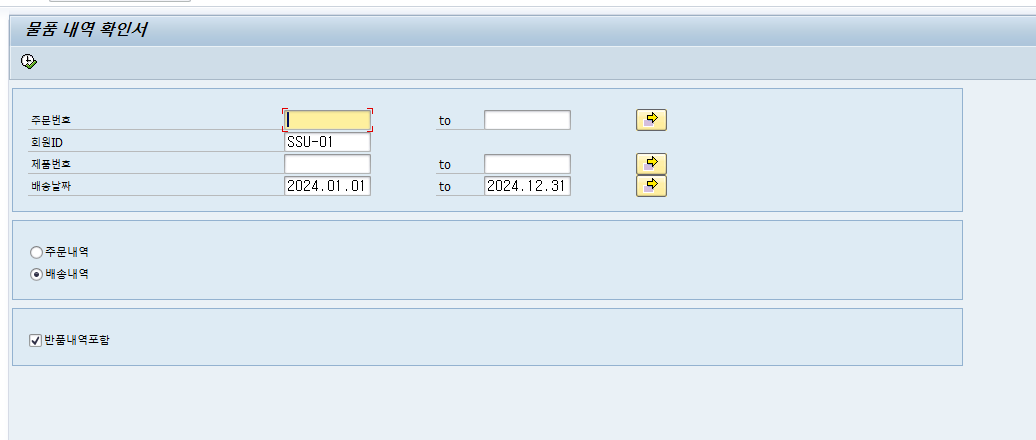 물품 내역 확인서
주문번호 to
회원ID SSU-01
제품번호 to
배송날짜 2024.01.01 to 2024.12.31
주문내역
배송내역
반품내역포함